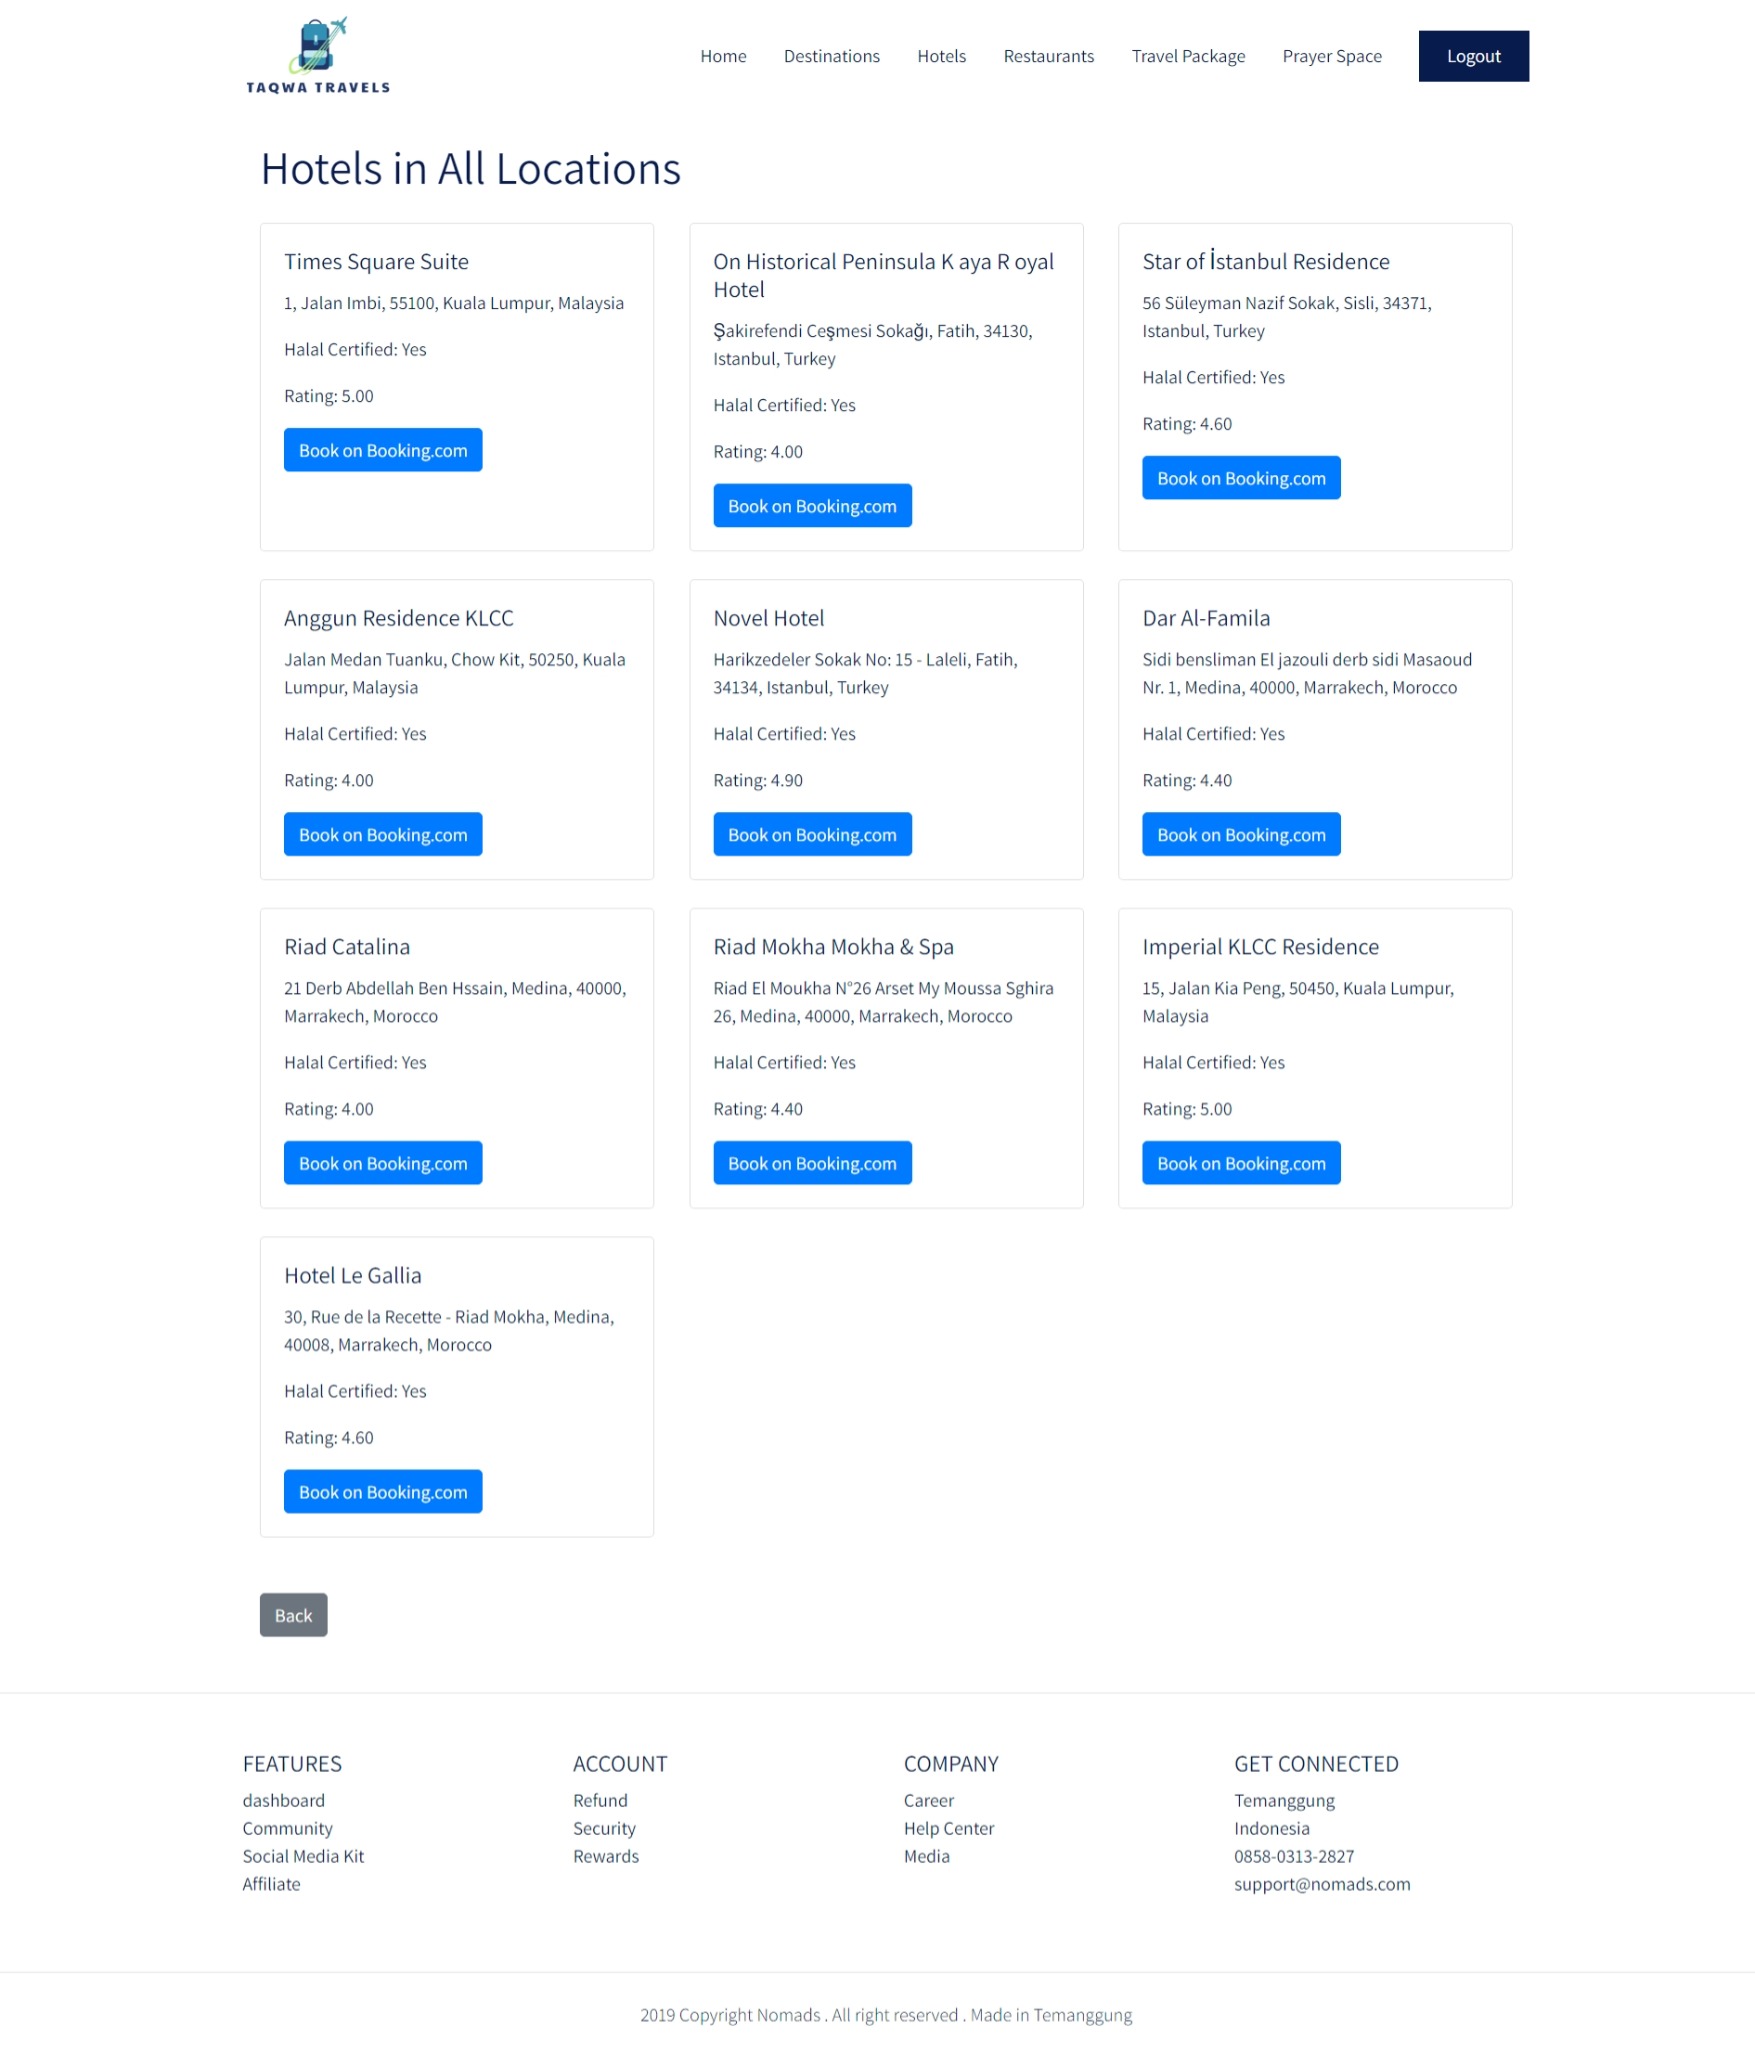 TAQWA TRAVELS
Home
Destinations
Hotels
Restaurants
Travel Package
Prayer Space
Logout
Hotels in All Locations
Times Square Suite
1, Jalan Imbi, 55100, Kuala Lumpur, Malaysia
Halal Certified: Yes
Rating: 5.00
Book on Booking.com
On Historical Peninsula K aya R oyal
Hotel
Şakirefendi Ceşmesi Sokağı, Fatih, 34130,
Istanbul, Turkey
Halal Certified: Yes
Rating: 4.00
Book on Booking.com
Star of İstanbul Residence
56 Süleyman Nazif Sokak, Sisli, 34371,
Istanbul, Turkey
Halal Certified: Yes
Rating: 4.60
Book on Booking.com
Anggun Residence KLCC
Jalan Medan Tuanku, Chow Kit, 50250, Kuala
Lumpur, Malaysia
Halal Certified: Yes
Rating: 4.00
Book on Booking.com
Novel Hotel
Harikzedeler Sokak No: 15 - Laleli, Fatih,
34134, Istanbul, Turkey
Halal Certified: Yes
Rating: 4.90
Book on Booking.com
Dar Al-Famila
Sidi bensliman El jazouli derb sidi Masaoud
Nr. 1, Medina, 40000, Marrakech, Morocco
Halal Certified: Yes
Rating: 4.40
Book on Booking.com
Riad Catalina
21 Derb Abdellah Ben Hssain, Medina, 40000,
Marrakech, Morocco
Halal Certified: Yes
Rating: 4.00
Book on Booking.com
Riad Mokha Mokha & Spa
Riad El Moukha N°26 Arset My Moussa Sghira
26, Medina, 40000, Marrakech, Morocco
Halal Certified: Yes
Rating: 4.40
Book on Booking.com
Imperial KLCC Residence
15, Jalan Kia Peng, 50450, Kuala Lumpur,
Malaysia
Halal Certified: Yes
Rating: 5.00
Book on Booking.com
Hotel Le Gallia
30, Rue de la Recette - Riad Mokha, Medina,
40008, Marrakech, Morocco
Halal Certified: Yes
Rating: 4.60
Book on Booking.com
Back
FEATURES
dashboard
Community
Social Media Kit
Affiliate
ACCOUNT
Refund
Security
Rewards
COMPANY
Career
Help Center
Media
GET CONNECTED
Temanggung
Indonesia
0858-0313-2827
support@nomads.com
2019 Copyright Nomads . All right reserved . Made in Temanggung